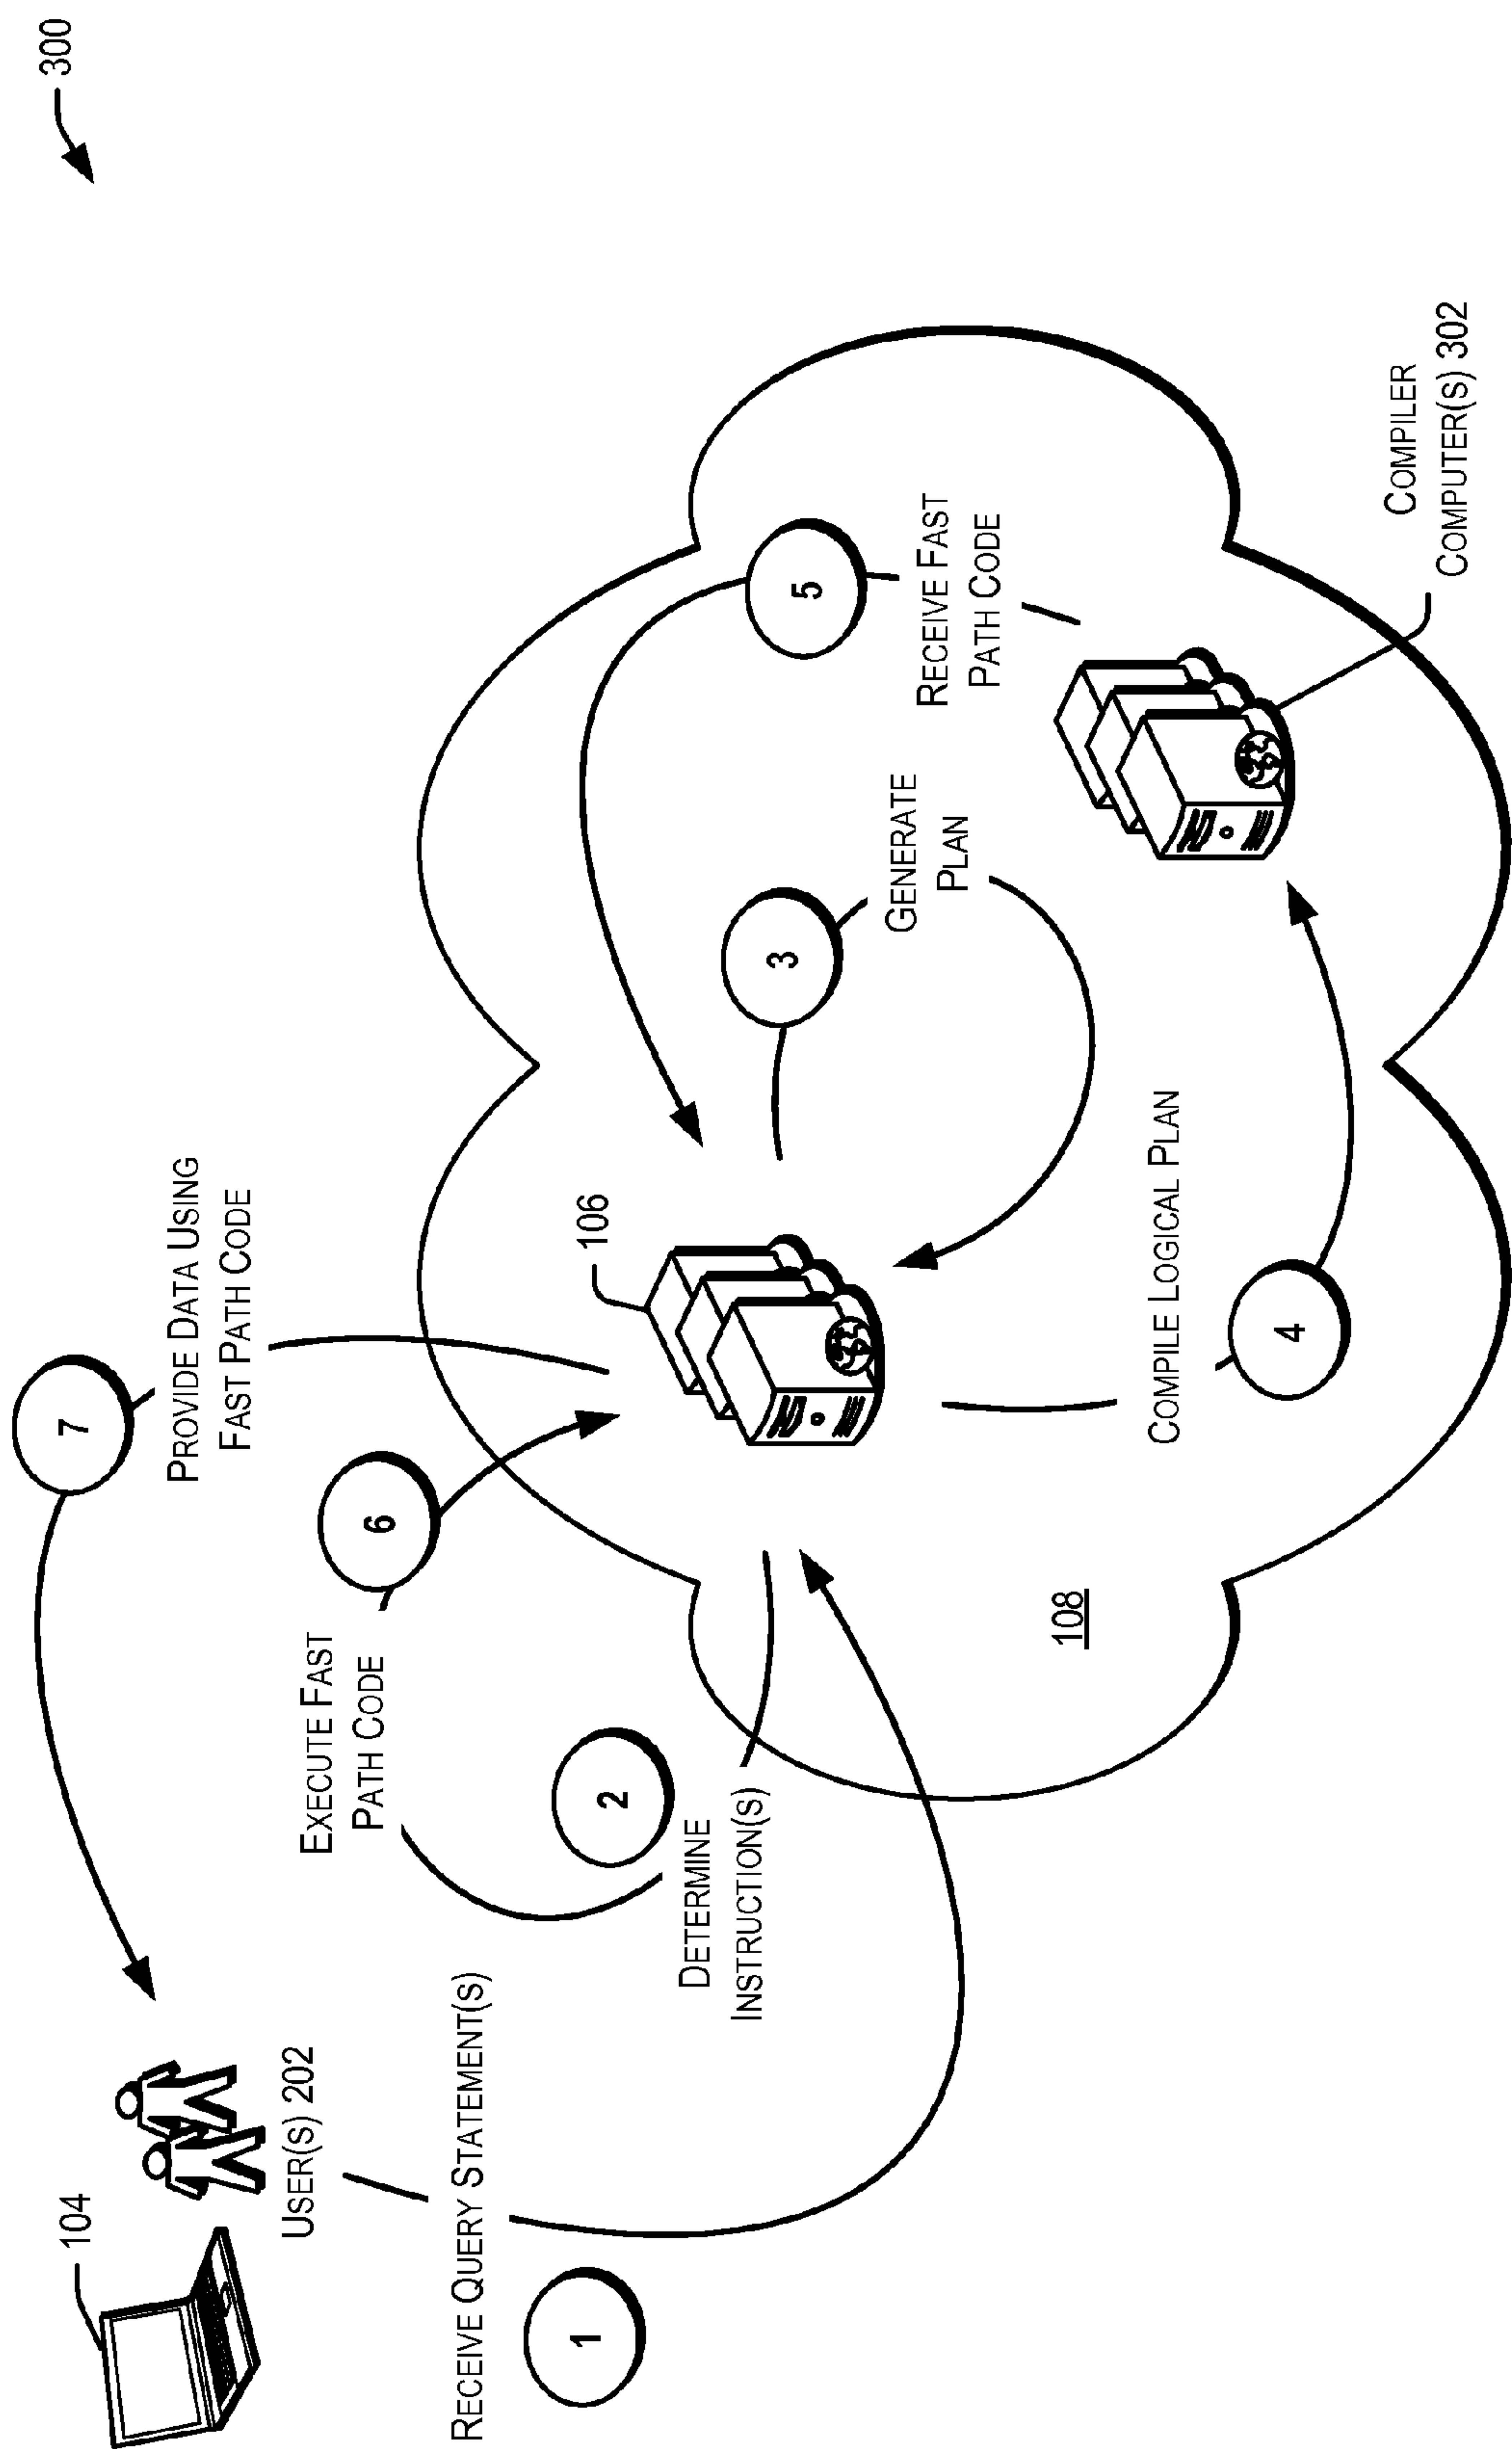 300
104
USER(S) 202
7
PROVIDE DATA USING
FAST PATH CODE
1
RECEIVE QUERY STATEMENT(S)
EXECUTE FAST
PATH CODE
6
2
DETERMINE
INSTRUCTION(S)
106
3
GENERATE
PLAN
5
RECEIVE FAST
PATH CODE
108
COMPILE LOGICAL PLAN
4
COMPILER
COMPUTER(S) 302